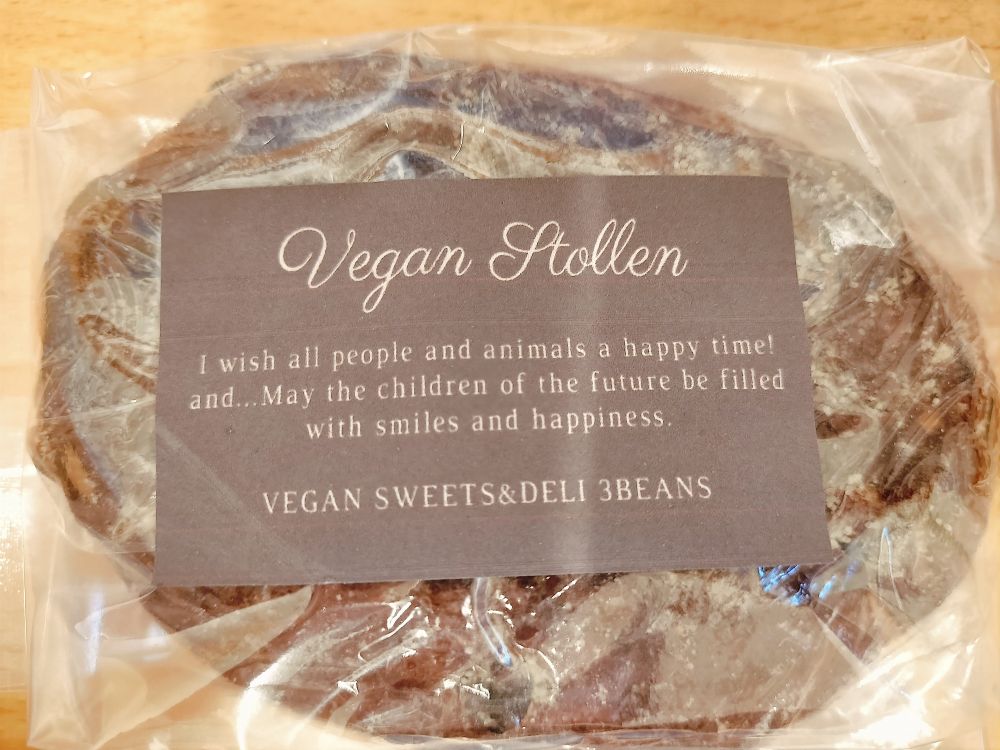 Vegan Stollen
I wish all people and animals a happy time!
and...May the children of the future be filled
with smiles and happiness.
VEGAN SWEETS&DELI 3BEANS